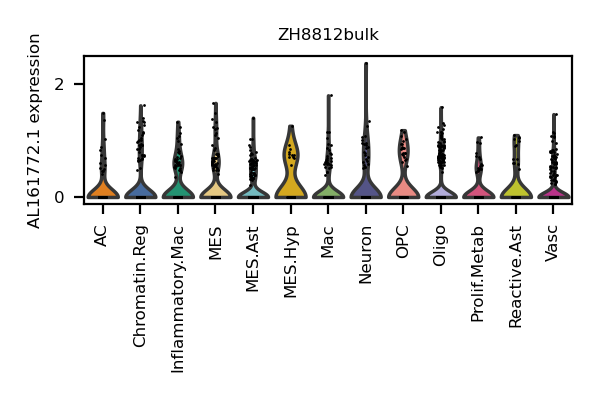 ZH8812bulk
AL161772.1 expression
2
0
AC
Chromatin.Reg
Inflammatory.Mac
MES
MES.Ast
MES.Hyp
Mac
Neuron
OPC
Oligo
Prolif.Metab
Reactive.Ast
Vasc